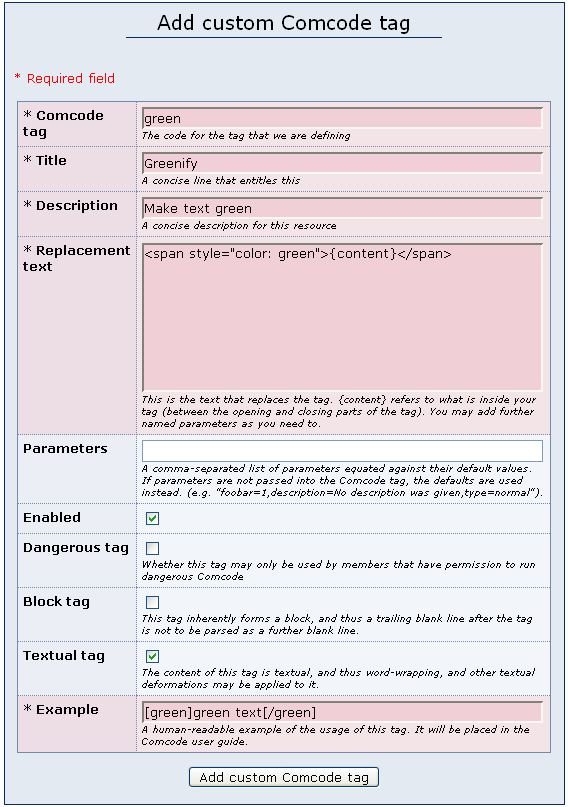 Add custom Comcode tag
* Required field
* Comcode tag
green
The code for the tag that we are defining
* Title
Greenify
A concise line that entitles this
* Description
Make text green
A concise description for this resource
* Replacement text
<span style="color: green">{content}</span>
This is the text that replaces the tag. {content} refers to what is inside your
tag (between the opening and closing parts of the tag). You may add further
named parameters as you need to.
Parameters
A comma-separated list of parameters equated against their default values.
If parameters are not passed into the Comcode tag, the defaults are used
instead. (e.g. "foobar=1,description=No description was given,type=normal").
Enabled
Dangerous tag
Whether this tag may only be used by members that have permission to run
dangerous Comcode
Block tag
This tag inherently forms a block, and thus a trailing blank line after the tag
is not to be parsed as a further blank line.
Textual tag
The content of this tag is textual, and thus word-wrapping, and other textual
deformations may be applied to it.
* Example
[green]green text[/green]
A human-readable example of the usage of this tag. It will be placed in the
Comcode user guide.
Add custom Comcode tag